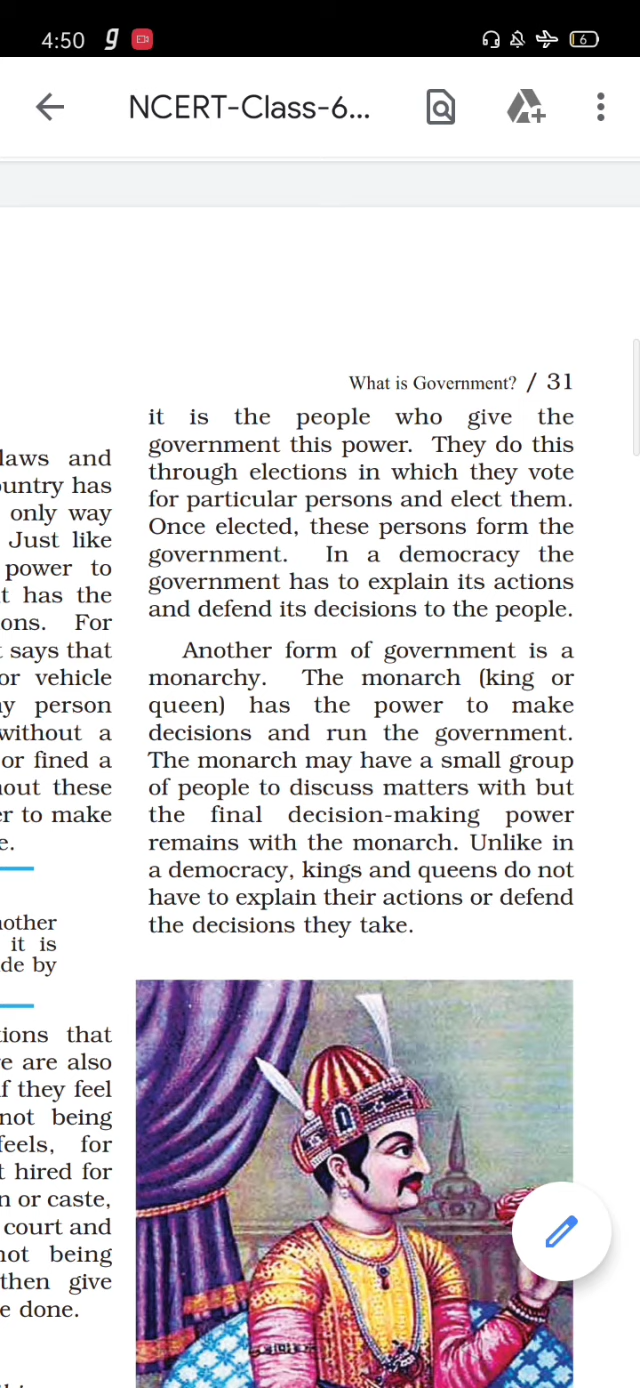 4:50 g
6
NCERT-Class-6...
What is Government? / 31
laws and
country has
only way
Just like
power to
it has the
ons. For
says that
or vehicle
person
without a
or fined a
these
to make
other
it is
by
that
are also
if they feel
not being
feels, for
hired for
or caste,
court and
not being
then give
done.
it is the people who give the
government this power. They do this
through elections in which they vote
for particular persons and elect them.
Once elected, these persons form the
government. In a democracy the
government has to explain its actions
and defend its decisions to the people.
Another form of government is a
monarchy. The monarch (king or
queen) has the power to make
decisions and run the government.
The monarch may have a small group
of people to discuss matters with but
the final decision-making power
remains with the monarch. Unlike in
a democracy, kings and queens do not
have to explain their actions or defend
the decisions they take.